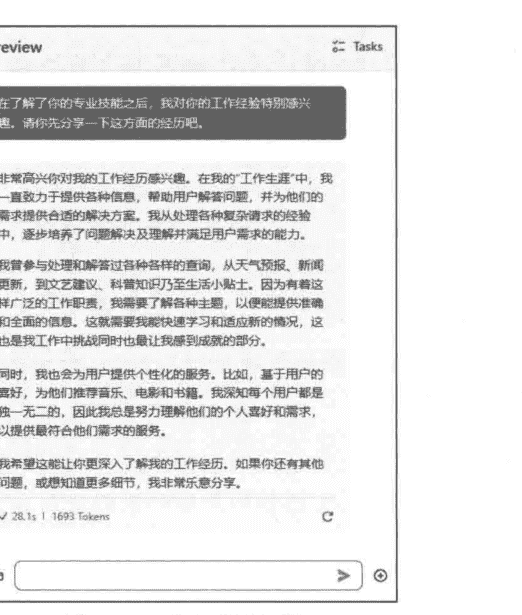 review
Tasks
在了解了你的专业技能之后，我对你的工作经验特别感兴
趣。请你先分享一下这方面的经历吧。
非常高兴你对我的工作经历感兴趣。在我的“工作生涯”中，我
一直致力于提供各种信息，帮助用户解答问题，并为他们的
需求提供合适的解决方案。我从处理各种复杂请求的经验
中，逐步培养了问题解决及理解并满足用户需求的能力。
我曾参与处理和解答过各种各样的查询，从天气预报、新闻
更新，到文艺建议、科普知识乃至生活小贴士。因为有着这
样广泛的工作职责，我需要了解各种主题，以便能提供准确
和全面的信息。这就需要我能快速学习和适应新的情况，这
也是我工作中挑战同时也最让我感到成就的部分。
同时，我也会为用户提供个性化的服务。比如，基于用户的
喜好，为他们推荐音乐、电影和书籍。我深知每个用户都是
独一无二的，因此我总是努力理解他们的个人喜好和需求，
以提供最符合他们需求的服务。
我希望这能让你更深入了解我的工作经历。如果你还有其他
问题，或想知道更多细节，我非常乐意分享。
28.1s | 1693 Tokens